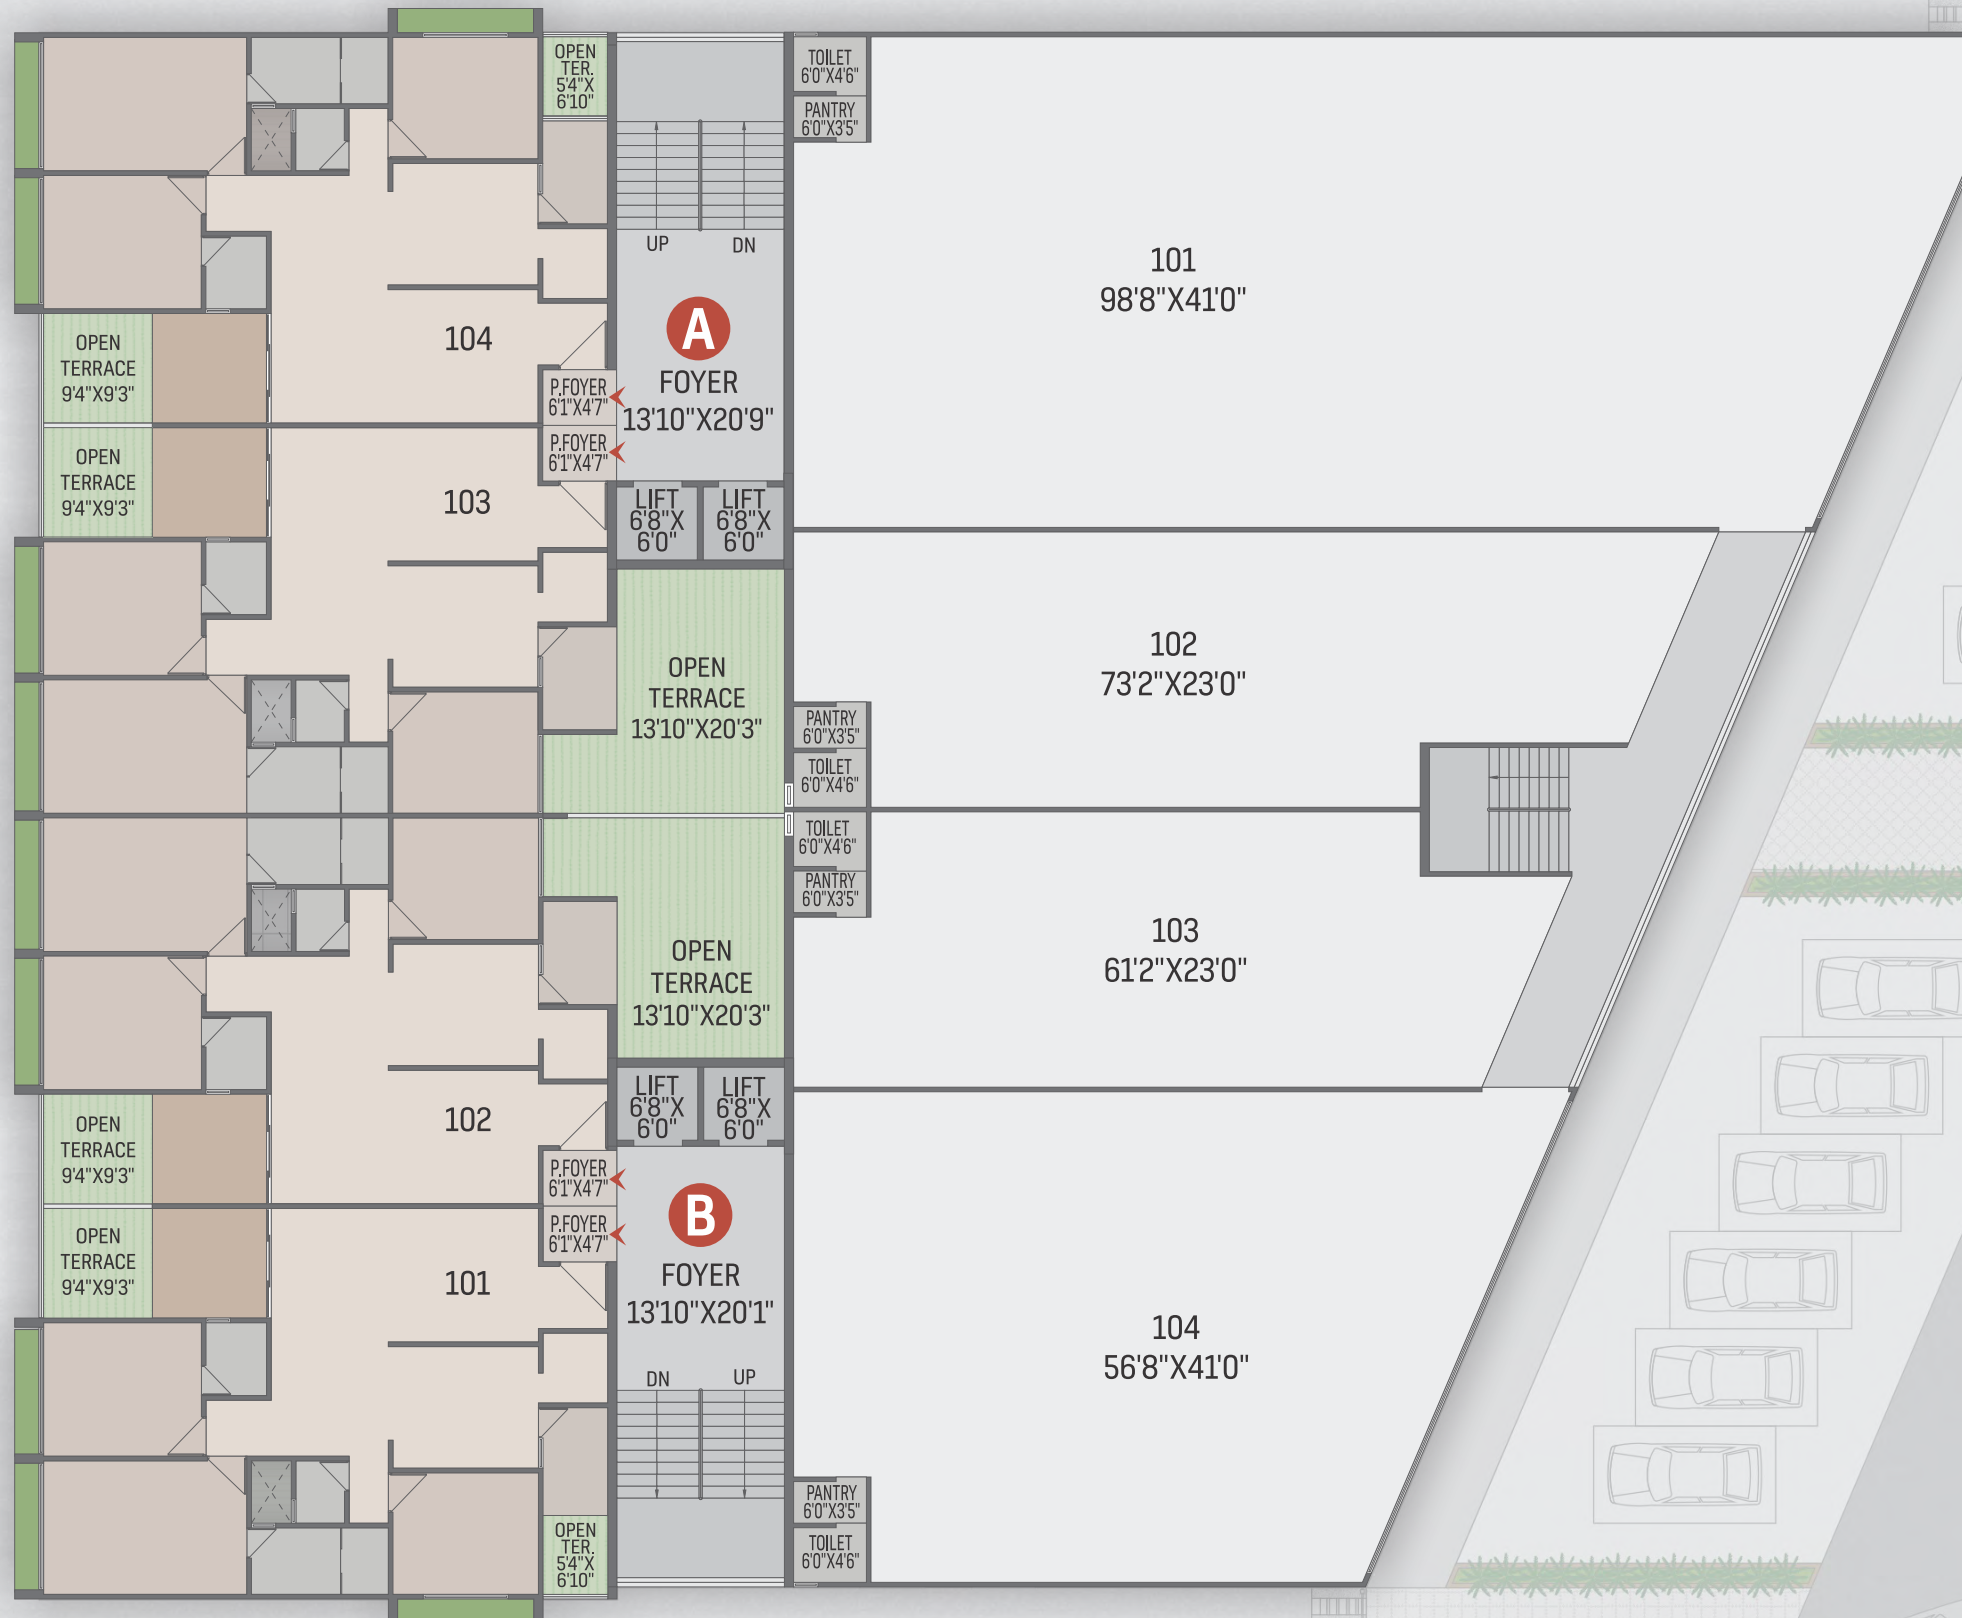 OPEN
TER.
5'4"X
6'10"
TOILET
6'0"X4'6"
PANTRY
6'0"X3'5"
UP
DN
101
98'8"X41'0"
A
FOYER
13'10"X20'9"
104
OPEN
TERRACE
9'4"X9'3"
P.FOYER
6'1"X4'7"
P.FOYER
6'1"X4'7"
OPEN
TERRACE
9'4"X9'3"
103
LIFT
6'8"X
6'0"
LIFT
6'8"X
6'0"
OPEN
TERRACE
13'10"X20'3"
102
73'2"X23'0"
PANTRY
6'0"X3'5"
TOILET
6'0"X4'6"
TOILET
6'0"X4'6"
PANTRY
6'0"X3'5"
OPEN
TERRACE
13'10"X20'3"
103
61'2"X23'0"
LIFT
6'8"X
6'0"
LIFT
6'8"X
6'0"
OPEN
TERRACE
9'4"X9'3"
102
P.FOYER
6'1"X4'7"
P.FOYER
6'1"X4'7"
B
FOYER
13'10"X20'1"
OPEN
TERRACE
9'4"X9'3"
101
104
56'8"X41'0"
DN
UP
PANTRY
6'0"X3'5"
TOILET
6'0"X4'6"
OPEN
TER.
5'4"X
6'10"